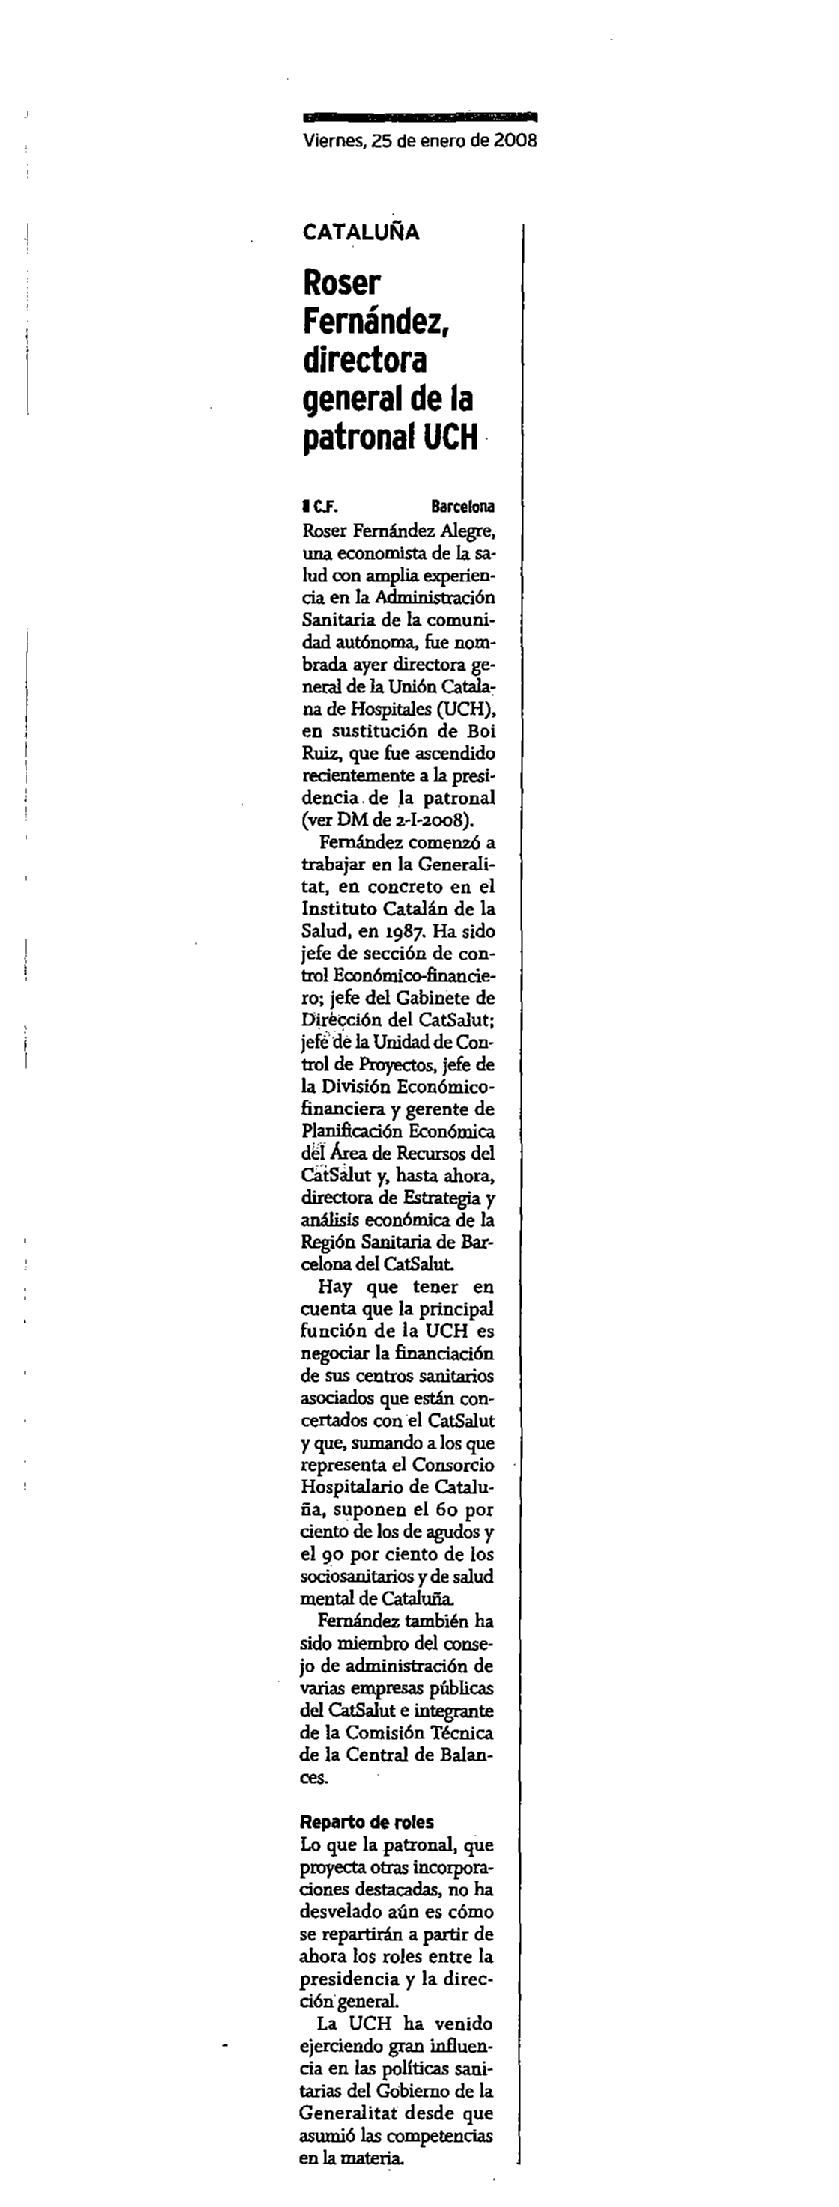 Viernes, 25 de enero de 2008
CATALUÑA
Roser
Fernández,
directora
general de la
patronal UCH
C.F. Barcelona
Roser Fernández Alegre,
una economista de la sa-
lud con amplia experien-
cia en la Administración
Sanitaria de la comuni-
dad autónoma, fue nom-
brada ayer directora ge-
neral de la Unión Catala-
na de Hospitales (UCH),
en sustitución de Boi
Ruiz, que fue ascendido
recientemente a la presi-
dencia de la patronal
(ver DM de 2-I-2008).
Fernández comenzó a
trabajar en la Generali-
tat, en concreto en el
Instituto Catalán de la
Salud, en 1987. Ha sido
jefe de sección de con-
trol Económico-financie-
ro; jefe del Gabinete de
Dirección del CatSalut;
jefe de la Unidad de Con-
trol de Proyectos, jefe de
la División Económico-
financiera y gerente de
Planificación Económica
del Área de Recursos del
CatSalut y, hasta ahora,
directora de Estrategia y
análisis económica de la
Región Sanitaria de Bar-
celona del CatSalut.
Hay que tener en
cuenta que la principal
función de la UCH es
negociar la financiación
de sus centros sanitarios
asociados que están con-
certados con el CatSalut
y que, sumando a los que
representa el Consorcio
Hospitalario de Catalu-
ña, suponen el 60 por
ciento de los de agudos y
el 90 por ciento de los
sociosanitarios y de salud
mental de Cataluña.
Fernández también ha
sido miembro del conse-
jo de administración de
varias empresas públicas
del CatSalut e integrante
de la Comisión Técnica
de la Central de Balan-
ces.
Reparto de roles
Lo que la patronal, que
proyecta otras incorpora-
ciones destacadas, no ha
desvelado aún es cómo
se repartirán a partir de
ahora los roles entre la
presidencia y la direc-
ción general.
La UCH ha venido
ejerciendo gran influen-
cia en las políticas sani-
tarias del Gobierno de la
Generalitat desde que
asumió las competencias
en la materia.